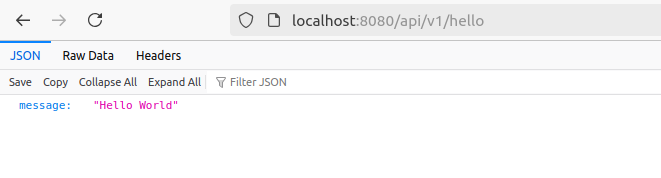 localhost:8080/api/v1/hello
JSON Raw Data Headers
Save Copy Collapse All Expand All Filter JSON
message: "Hello World"